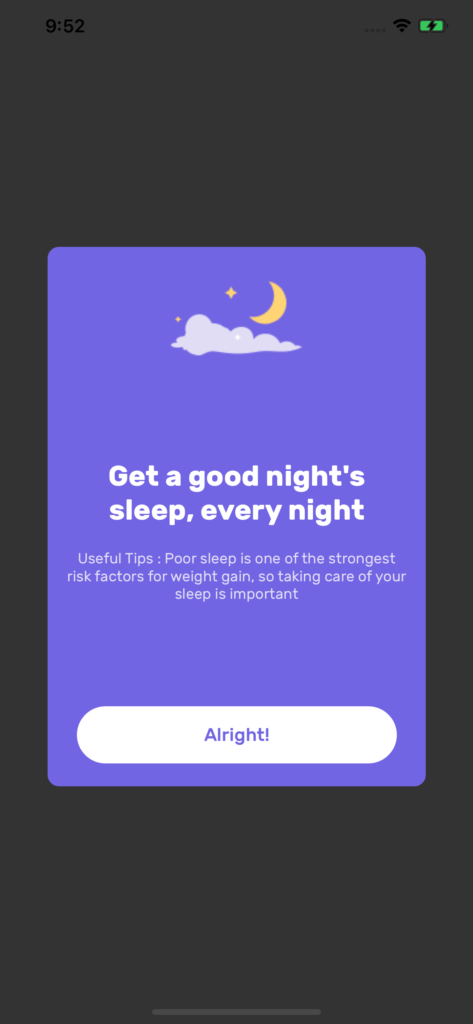 9:52
Get a good night's
sleep, every night
Useful Tips : Poor sleep is one of the strongest
risk factors for weight gain, so taking care of your
sleep is important
Alright!